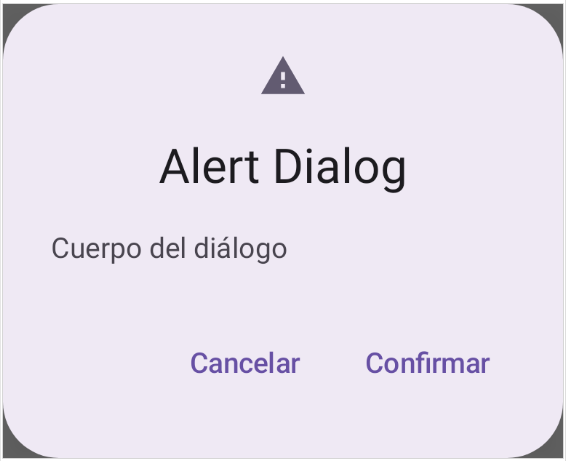 Alert Dialog
Cuerpo del diálogo
Cancelar Confirmar